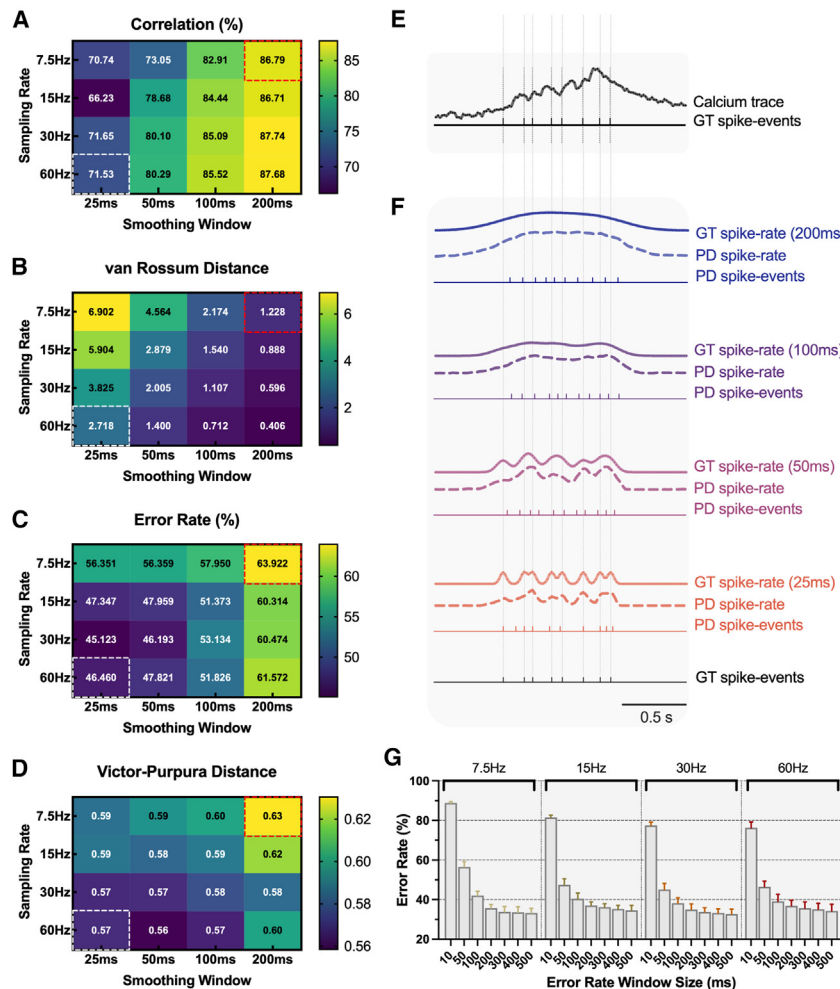 A
Correlation (%)
Sampling Rate
7.5Hz 70.74 73.05 82.91 86.79
15Hz 66.23 78.68 84.44 86.71
30Hz 71.65 80.10 85.09 87.74
60Hz 71.53 80.29 85.52 87.68
25ms 50ms 100ms 200ms
Smoothing Window
85
80
75
70
B
van Rossum Distance
Sampling Rate
7.5Hz 6.902 4.564 2.174 1.228
15Hz 5.904 2.879 1.540 0.888
30Hz 3.825 2.005 1.107 0.596
60Hz 2.718 1.400 0.712 0.406
25ms 50ms 100ms 200ms
Smoothing Window
6
4
2
C
Error Rate (%)
Sampling Rate
7.5Hz 56.351 56.359 57.950 63.922
15Hz 47.347 47.959 51.373 60.314
30Hz 45.123 46.193 53.134 60.474
60Hz 46.460 47.821 51.826 61.572
25ms 50ms 100ms 200ms
Smoothing Window
60
55
50
D
Victor-Purpura Distance
Sampling Rate
7.5Hz 0.59 0.59 0.60 0.63
15Hz 0.59 0.58 0.59 0.62
30Hz 0.57 0.57 0.58 0.58
60Hz 0.57 0.56 0.57 0.60
25ms 50ms 100ms 200ms
Smoothing Window
0.62
0.60
0.58
0.56
E
Calcium trace
GT spike-events
F
GT spike-rate (200ms)
PD spike-rate
PD spike-events
GT spike-rate (100ms)
PD spike-rate
PD spike-events
GT spike-rate (50ms)
PD spike-rate
PD spike-events
GT spike-rate (25ms)
PD spike-rate
PD spike-events
GT spike-events
0.5 s
G
7.5Hz 15Hz 30Hz 60Hz
Error Rate (%)
100
80
60
40
20
10 50 100 200 300 400 500 10 50 100 200 300 400 500 10 50 100 200 300 400 500 10 50 100 200 300 400 500
Error Rate Window Size (ms)